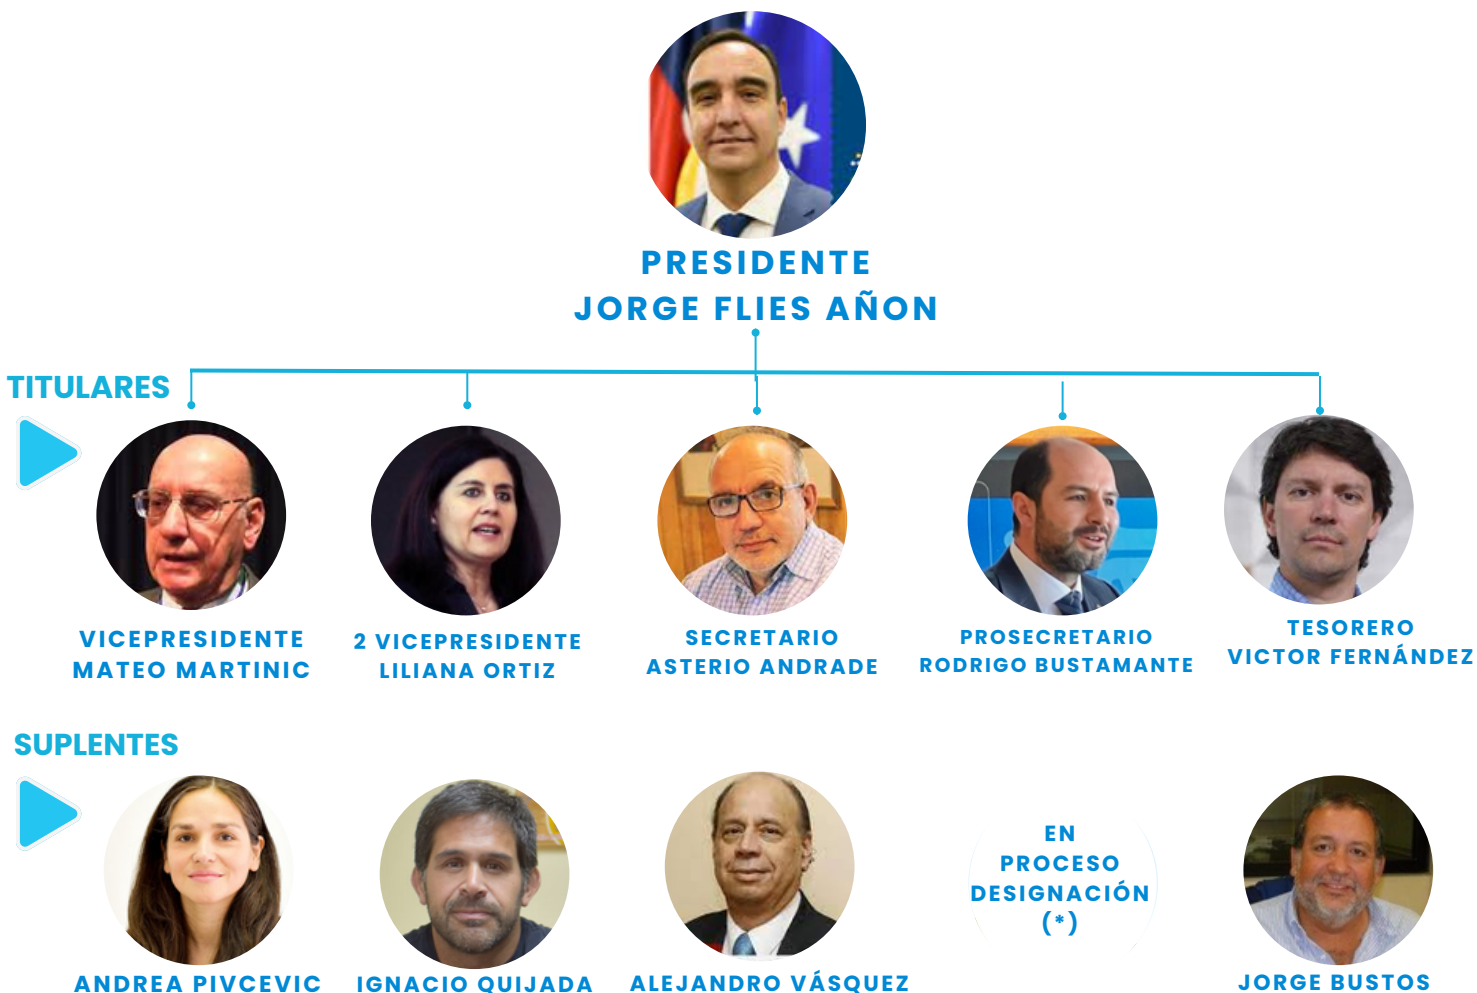 PRESIDENTE
JORGE FLIES AÑON
TITULARES
VICEPRESIDENTE
MATEO MARTINIC
2 VICEPRESIDENTE
LILIANA ORTIZ
SECRETARIO
ASTERIO ANDRADE
PROSECRETARIO
RODRIGO BUSTAMANTE
TESORERO
VICTOR FERNÁNDEZ
SUPLENTES
ANDREA PIVCEVIC
IGNACIO QUIJADA
ALEJANDRO VÁSQUEZ
EN
PROCESO
DESIGNACIÓN
(*)
JORGE BUSTOS